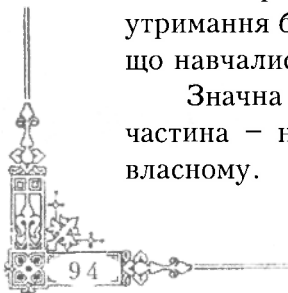 утримання
що навчалис
Значна
частина – н
власному.
94